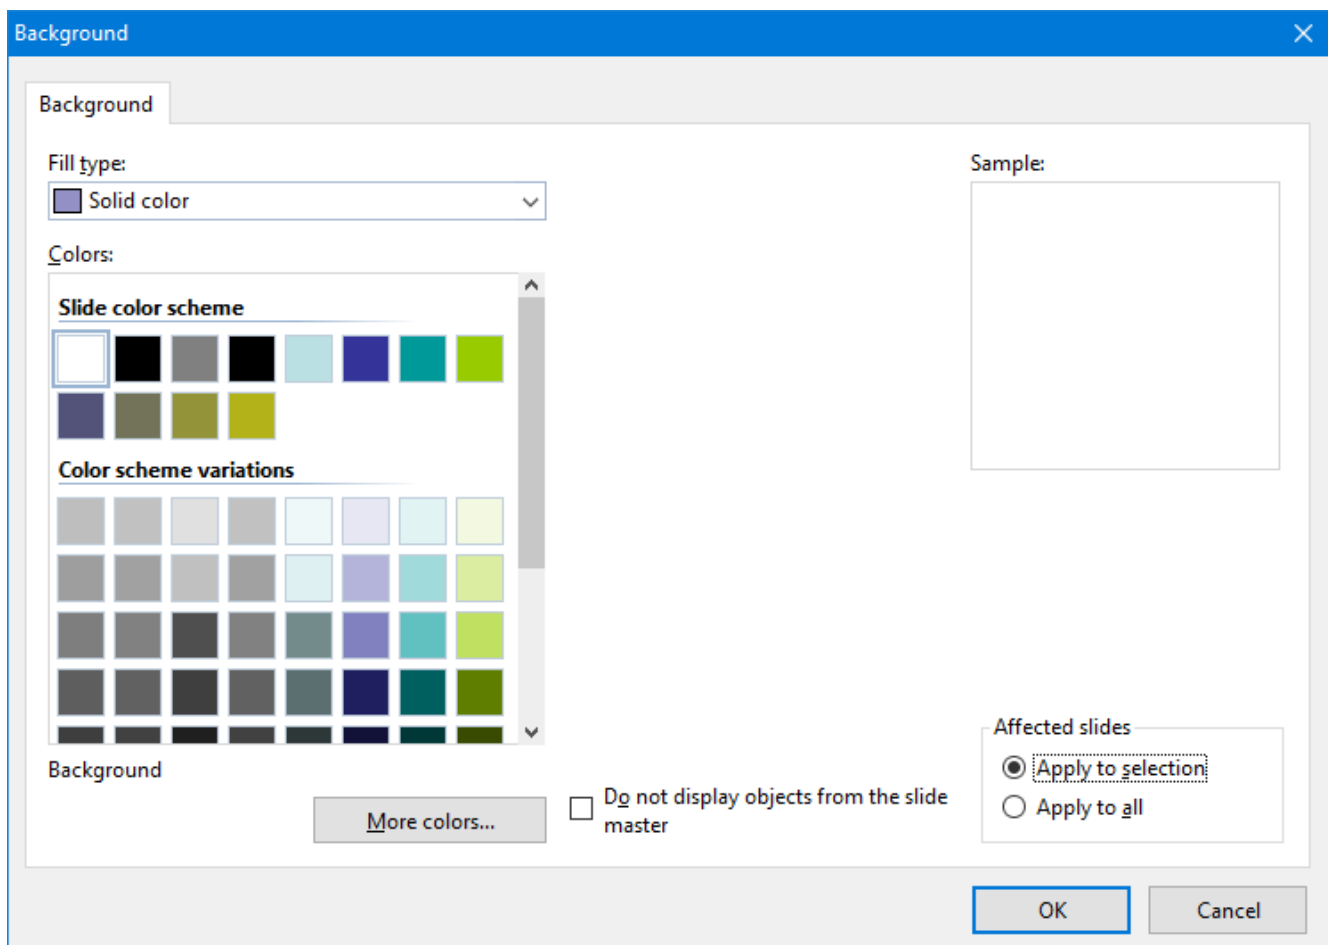 Background
Background
Fill type:
Sample:
Solid color
Colors:
Slide color scheme
Color scheme variations
Background
More colors...
Do not display objects from the slide
master
Affected slides
Apply to selection
Apply to all
OK
Cancel